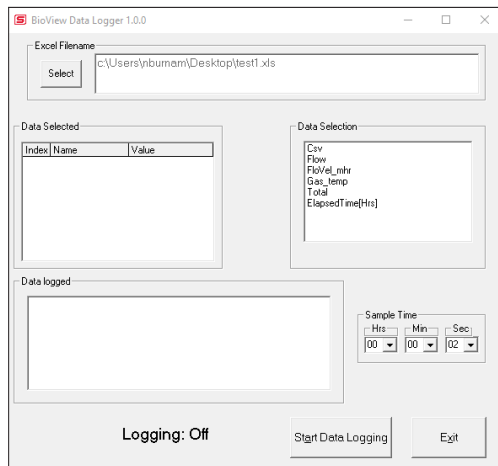 BioView Data Logger 1.0.0
Excel Filename
Select
c:\Users\nburnam\Desktop\test1.xls
Data Selected
Index Name Value
Data Selection
Csv
Flow
FloVel_mhr
Gas_temp
Total
ElapsedTime[Hrs]
Data logged
Sample Time
Hrs Min Sec
00 00 02
Logging: Off
Start Data Logging
Exit